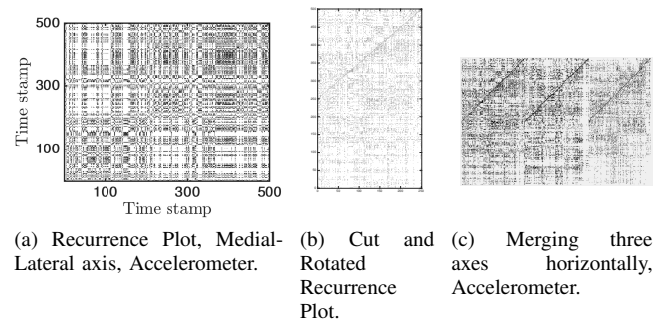 500
300
100
Time stamp
100
300
500
Time stamp
(a) Recurrence Plot, Medial-
Lateral axis, Accelerometer.
(b) Cut and
Rotated
Recurrence
Plot.
(c) Merging three
axes horizontally,
Accelerometer.